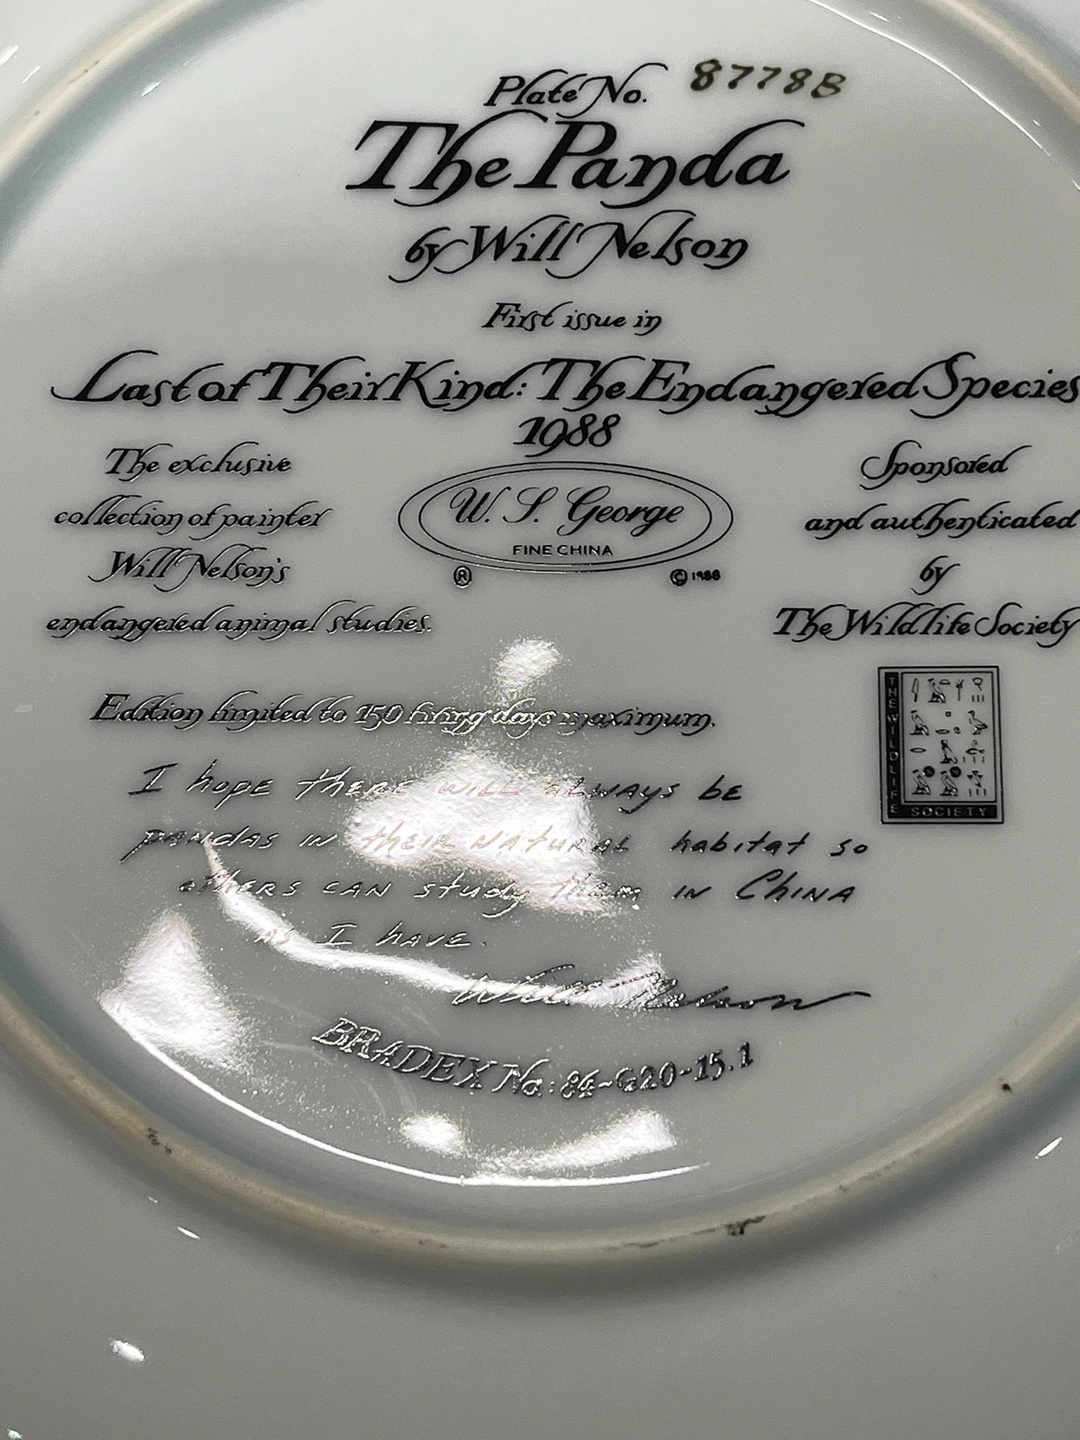 Plate No. 8778B
The Panda
by Will Nelson
First issue in
Last of Their Kind: The Endangered Species
1988
The exclusive
collection of painter
Will Nelson's
endangered animal studies.
W. S. George
FINE CHINA
® © 1988
Sponsored
and authenticated
by
The Wildlife Society
THE WILDLIFE
SOCIETY
Edition limited to 150 firing days maximum.
I hope there will always be
pandas in their natural habitat so
others can study them in China
as I have.
Will Nelson
BRADEX No: 84-G20-15.1